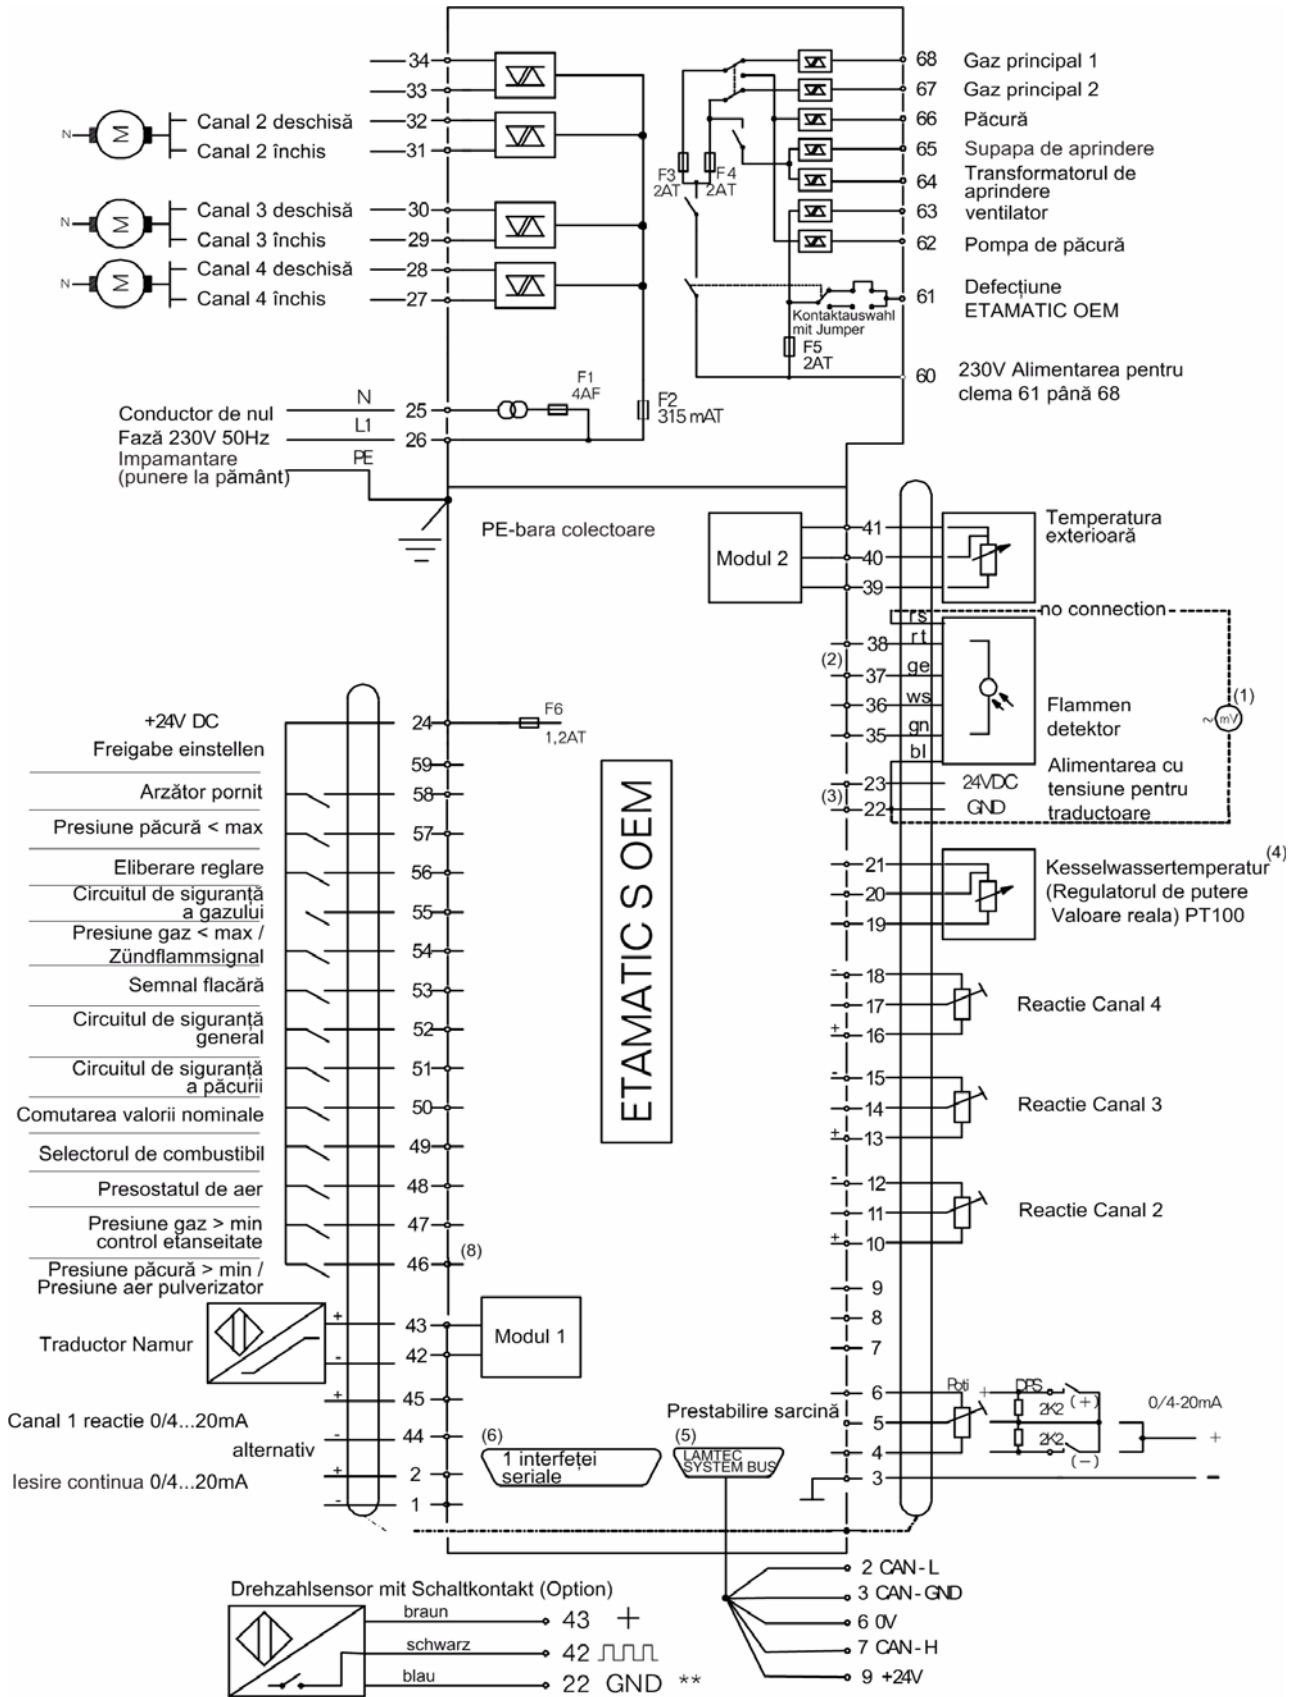 34
33
N M Canal 2 deschisă 32
Canal 2 închis 31
N M Canal 3 deschisă 30
Canal 3 închis 29
N M Canal 4 deschisă 28
Canal 4 închis 27
68 Gaz principal 1
67 Gaz principal 2
66 Păcură
65 Supapa de aprindere
64 Transformatorul de
aprindere
63 ventilator
62 Pompa de păcură
61 Defecțiune
ETAMATIC OEM
60 230V Alimentarea pentru
clema 61 până 68
F3
2AT
F4
2AT
Kontaktauswahl
mit Jumper
F5
2AT
F1
4AF
F2
315 mAT
Conductor de nul N 25
Fază 230V 50Hz L1 26
Impamantare PE
(punere la pământ)
PE-bara colectoare
Modul 2
41
40
39
Temperatura
exterioară
no connection
rs
38 rt
(2)
37 ge
36 ws
35 gn
bl
Flammen
detektor
(1)
~ mV
23 24VDC
(3)
22 GND
Alimentarea cu
tensiune pentru
traductoare
21
20
19
Kesselwassertemperatur (4)
(Regulatorul de putere
Valoare reala) PT100
- 18
17
+ 16
Reactie Canal 4
- 15
14
+ 13
Reactie Canal 3
- 12
11
+ 10
Reactie Canal 2
9
8
7
6
Prestabilire sarcină 5
4
3
Poti + DPS
2K2 (+)
2K2
(-)
0/4-20mA
+
-
+24V DC 24
F6
1,2AT
Freigabe einstellen 59
Arzător pornit 58
Presiune păcură < max 57
Eliberare reglare 56
Circuitul de siguranță
a gazului 55
Presiune gaz < max /
Zündflammsignal 54
Semnal flacără 53
Circuitul de siguranță
general 52
Circuitul de siguranță
a păcurii 51
Comutarea valorii nominale 50
Selectorul de combustibil 49
Presostatul de aer 48
Presiune gaz > min
control etanseitate 47
Presiune păcură > min /
Presiune aer pulverizator
46 (8)
ETAMATIC S OEM
Traductor Namur
+ 43
- 42
Modul 1
+ 45
Canal 1 reactie 0/4...20mA
- 44
alternativ
+ 2
Iesire continua 0/4...20mA
- 1
(6)
1 interfeței
seriale
(5)
LAMTEC
SYSTEM BUS
2 CAN-L
3 CAN-GND
6 0V
7 CAN-H
9 +24V
Drehzahlsensor mit Schaltkontakt (Option)
braun 43 +
schwarz 42
blau 22 GND **